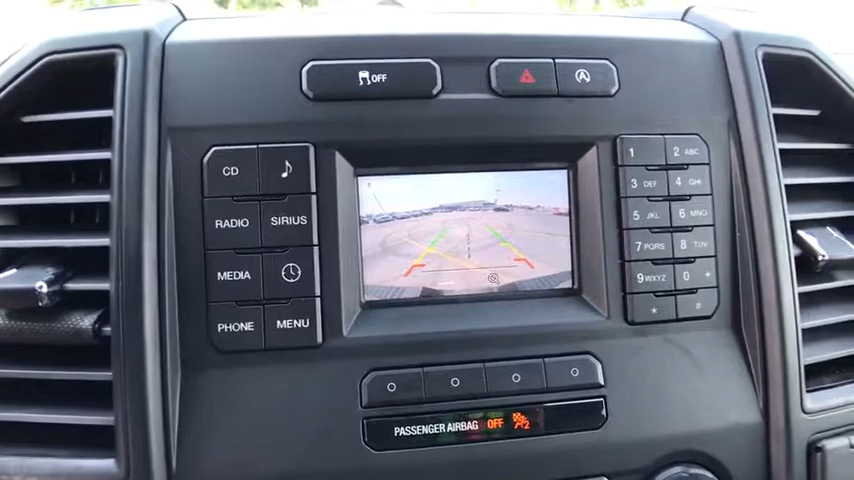 OFF
CD
RADIO SIRIUS
MEDIA
PHONE MENU
1 2 ABC
3 DEF 4 GHI
5 JKL 6 MNO
7 PQRS 8 TUV
9 WXYZ 0 +
* #
PASSENGER AIRBAG OFF 2